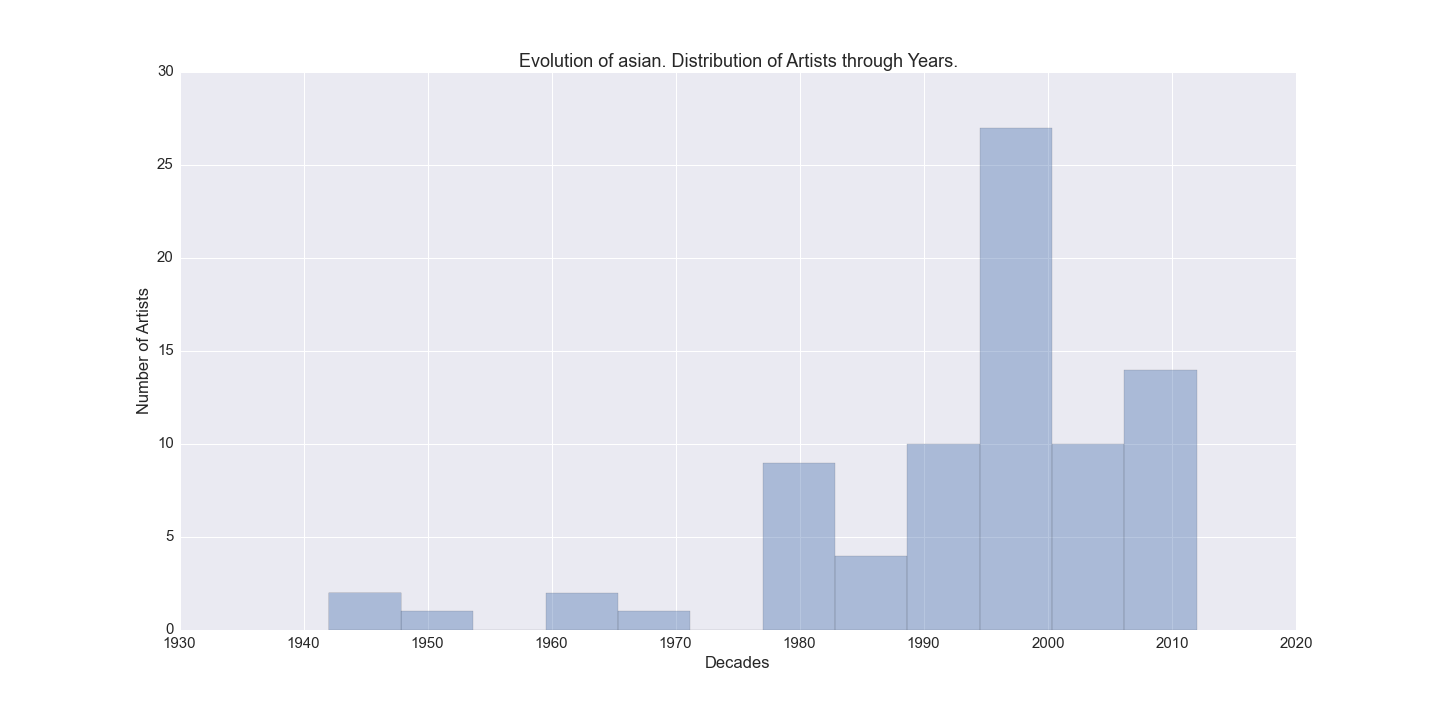 Evolution of asian. Distribution of Artists through Years.
30
25
20
15
10
5
0
Number of Artists
1930 1940 1950 1960 1970 1980 1990 2000 2010 2020
Decades